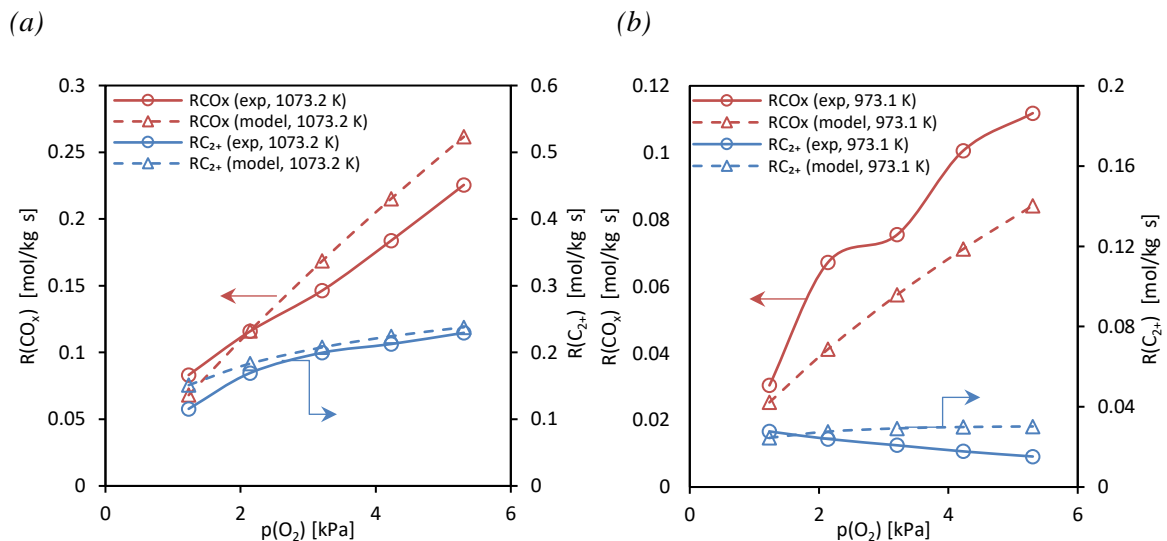 (a)
(b)
RCOx (exp, 1073.2 K)
RCOx (model, 1073.2 K)
RC₂₊ (exp, 1073.2 K)
RC₂₊ (model, 1073.2 K)
0.3
0.25
0.2
0.15
0.1
0.05
0
R(COₓ) [mol/kg s]
0.6
0.5
0.4
0.3
0.2
0.1
0
R(C₂₊) [mol/kg s]
0 2 4 6
p(O₂) [kPa]
RCOx (exp, 973.1 K)
RCOx (model, 973.1 K)
RC₂₊ (exp, 973.1 K)
RC₂₊ (model, 973.1 K)
0.12
0.1
0.08
0.06
0.04
0.02
0
R(COₓ) [mol/kg s]
0.2
0.16
0.12
0.08
0.04
0
R(C₂₊) [mol/kg s]
0 2 4 6
p(O₂) [kPa]